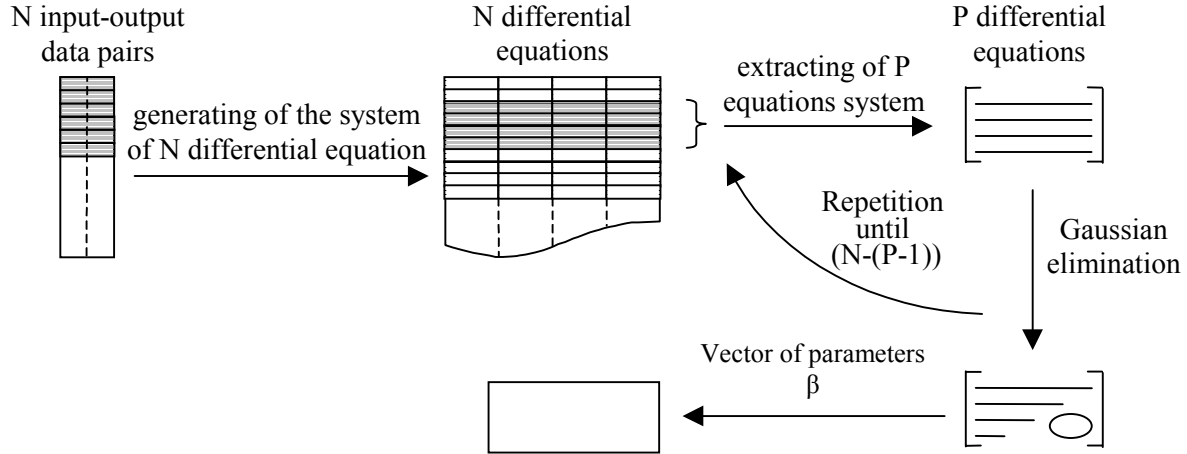 N input-output
data pairs
generating of the system
of N differential equation
N differential
equations
extracting of P
equations system
P differential
equations
Repetition
until
(N-(P-1))
Gaussian
elimination
Vector of parameters
β